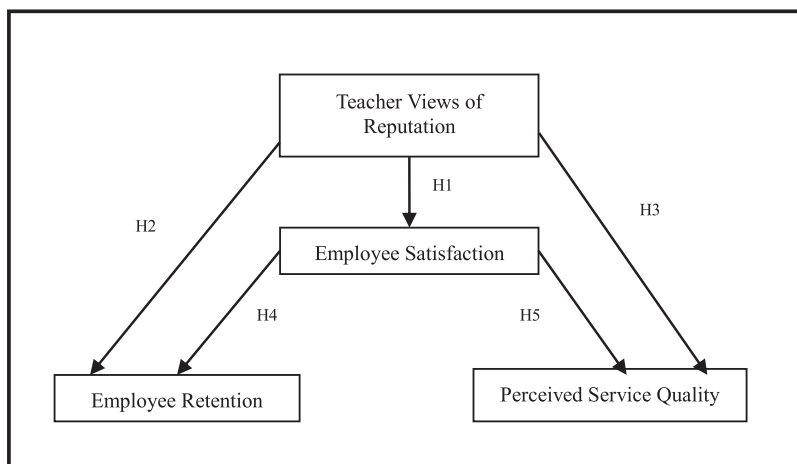 Teacher Views of
Reputation
H1
H2
H3
Employee Satisfaction
H4
H5
Employee Retention
Perceived Service Quality